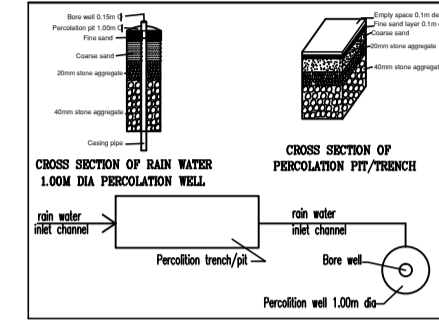 Bore well 0.15m
Percolation pit 1.00m
Fine sand
Coarse sand
20mm stone aggregate
40mm stone aggregate
Casing pipe
CROSS SECTION OF RAIN WATER
1.00M DIA PERCOLATION WELL
Empty space 0.1m de
Fine sand layer 0.1m
Coarse sand
20mm stone aggregate
40mm stone aggregat
CROSS SECTION OF
PERCOLATION PIT/TRENCH
rain water
inlet channel
Percolition trench/pit
rain water
inlet channel
Bore well
Percolition well 1.00m dia